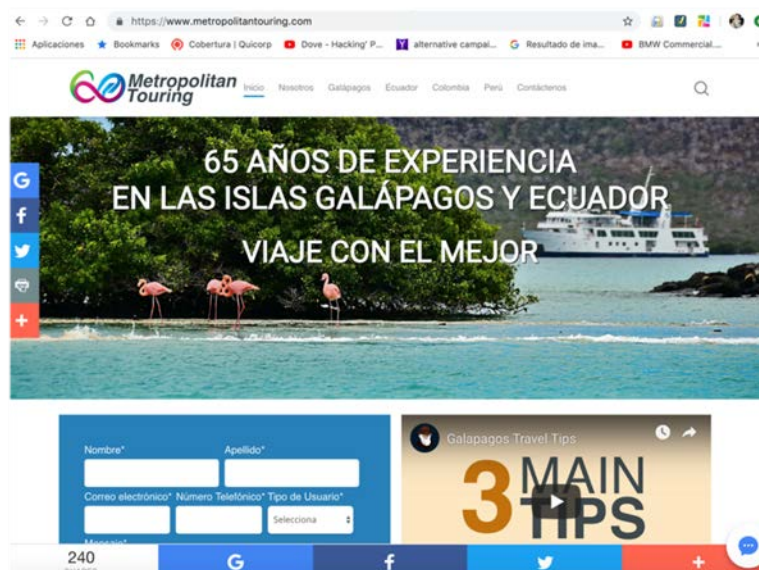 https://www.metropolitantouring.com
Aplicaciones Bookmarks Cobertura | Quicorp Dove - Hacking' P... alternative campai... Resultado de ima... BMW Commercial....
Metropolitan
Touring
Inicio Nosotros Galápagos Ecuador Colombia Perú Contáctenos
65 AÑOS DE EXPERIENCIA
EN LAS ISLAS GALÁPAGOS Y ECUADOR
VIAJE CON EL MEJOR
Nombre* Apellido*
Correo electrónico* Número Telefónico* Tipo de Usuario*
Selecciona
Galapagos Travel Tips
3 MAIN
TIPS
240